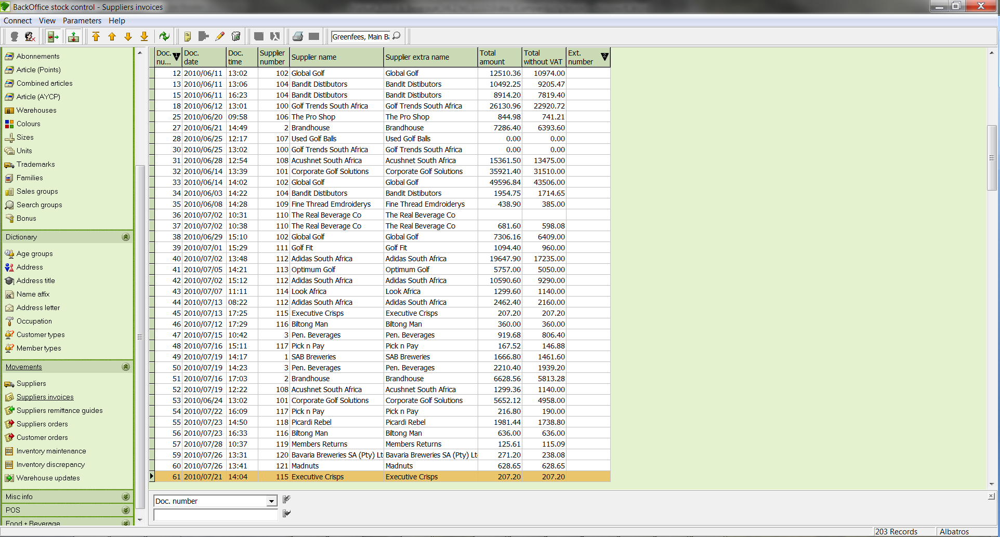 BackOffice stock control - Suppliers invoices
Connect View Parameters Help
Greenfees, Main Ba
Abonnements
Article (Points)
Combined articles
Article (AYCP)
Warehouses
Colours
Sizes
Units
Trademarks
Families
Sales groups
Search groups
Bonus
Dictionary
Age groups
Address
Address title
Name affix
Address letter
Occupation
Customer types
Member types
Movements
Suppliers
Suppliers invoices
Suppliers remittance guides
Suppliers orders
Customer orders
Inventory maintenance
Inventory discrepancy
Warehouse updates
Misc info
POS
Food + Beverage
Doc. nu... 1 Doc. date Doc. time Supplier number Supplier name Supplier extra name Total amount Total without VAT Ext. number 2
12 2010/06/11 13:02 102 Global Golf Global Golf 12510.36 10974.00
13 2010/06/11 13:06 104 Bandit Distibutors Bandit Distibutors 10492.25 9205.47
15 2010/06/11 16:23 104 Bandit Distibutors Bandit Distibutors 8914.20 7819.40
18 2010/06/12 13:01 100 Golf Trends South Africa Golf Trends South Africa 26130.96 22920.72
25 2010/06/20 09:58 106 The Pro Shop The Pro Shop 844.98 741.21
27 2010/06/21 14:49 2 Brandhouse Brandhouse 7286.40 6393.60
28 2010/06/25 12:17 107 Used Golf Balls Used Golf Balls 0.00 0.00
30 2010/06/25 13:02 100 Golf Trends South Africa Golf Trends South Africa 0.00 0.00
31 2010/06/28 12:54 108 Acushnet South Africa Acushnet South Africa 15361.50 13475.00
32 2010/06/14 13:39 101 Corporate Golf Solutions Corporate Golf Solutions 35921.40 31510.00
33 2010/06/14 14:02 102 Global Golf Global Golf 49596.84 43506.00
34 2010/06/03 14:22 104 Bandit Distibutors Bandit Distibutors 1954.75 1714.65
35 2010/06/08 14:28 109 Fine Thread Emdroiderys Fine Thread Emdroiderys 438.90 385.00
36 2010/07/02 10:31 110 The Real Beverage Co The Real Beverage Co
37 2010/07/02 10:38 110 The Real Beverage Co The Real Beverage Co 681.60 598.08
38 2010/06/29 15:10 102 Global Golf Global Golf 7306.16 6409.00
39 2010/07/01 15:29 111 Golf Fit Golf Fit 1094.40 960.00
40 2010/07/02 13:48 112 Adidas South Africa Adidas South Africa 19647.90 17235.00
41 2010/07/05 14:21 113 Optimum Golf Optimum Golf 5757.00 5050.00
42 2010/07/02 15:12 112 Adidas South Africa Adidas South Africa 10590.60 9290.00
43 2010/07/07 11:11 114 Look Africa Look Africa 1299.60 1140.00
44 2010/07/13 08:22 112 Adidas South Africa Adidas South Africa 2462.40 2160.00
45 2010/07/13 17:25 115 Executive Crisps Executive Crisps 207.20 207.20
46 2010/07/12 17:29 116 Biltong Man Biltong Man 360.00 360.00
47 2010/07/15 10:42 3 Pen. Beverages Pen. Beverages 919.68 806.40
48 2010/07/16 15:11 117 Pick n Pay Pick n Pay 167.52 146.88
49 2010/07/19 14:17 1 SAB Breweries SAB Breweries 1666.80 1461.60
50 2010/07/19 14:23 3 Pen. Beverages Pen. Beverages 2210.40 1939.20
51 2010/07/16 17:03 2 Brandhouse Brandhouse 6628.56 5813.28
52 2010/07/19 12:22 108 Acushnet South Africa Acushnet South Africa 1299.36 1140.00
53 2010/06/24 13:02 101 Corporate Golf Solutions Corporate Golf Solutions 5652.12 4958.00
54 2010/07/22 16:09 117 Pick n Pay Pick n Pay 216.80 190.00
55 2010/07/23 14:50 118 Picardi Rebel Picardi Rebel 1981.44 1738.80
56 2010/07/23 16:33 116 Biltong Man Biltong Man 636.00 636.00
57 2010/07/28 10:37 119 Members Returns Members Returns 125.61 115.09
59 2010/07/26 13:31 120 Bavaria Breweries SA (Pty) Lt Bavaria Breweries SA (Pty) Lt 271.20 238.08
60 2010/07/26 13:41 121 Madnuts Madnuts 628.65 628.65
61 2010/07/21 14:04 115 Executive Crisps Executive Crisps 207.20 207.20
Doc. number
203 Records Albatros